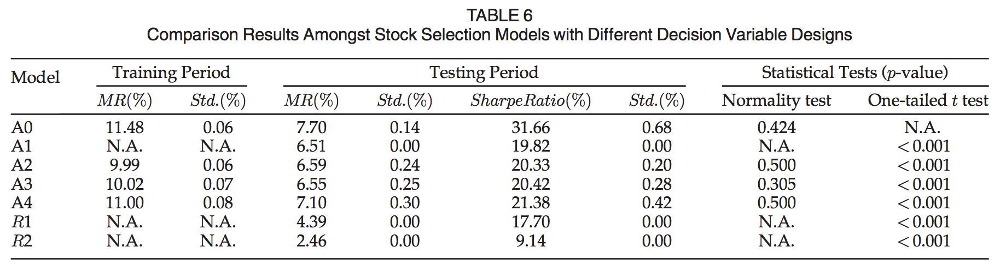 TABLE 6
Comparison Results Amongst Stock Selection Models with Different Decision Variable Designs
Model Training Period Testing Period Statistical Tests (p-value)
MR(%) Std.(%) MR(%) Std.(%) SharpeRatio(%) Std.(%) Normality test One-tailed t test
A0 11.48 0.06 7.70 0.14 31.66 0.68 0.424 N.A.
A1 N.A. N.A. 6.51 0.00 19.82 0.00 N.A. < 0.001
A2 9.99 0.06 6.59 0.24 20.33 0.20 0.500 < 0.001
A3 10.02 0.07 6.55 0.25 20.42 0.28 0.305 < 0.001
A4 11.00 0.08 7.10 0.30 21.38 0.42 0.500 < 0.001
R1 N.A. N.A. 4.39 0.00 17.70 0.00 N.A. < 0.001
R2 N.A. N.A. 2.46 0.00 9.14 0.00 N.A. < 0.001